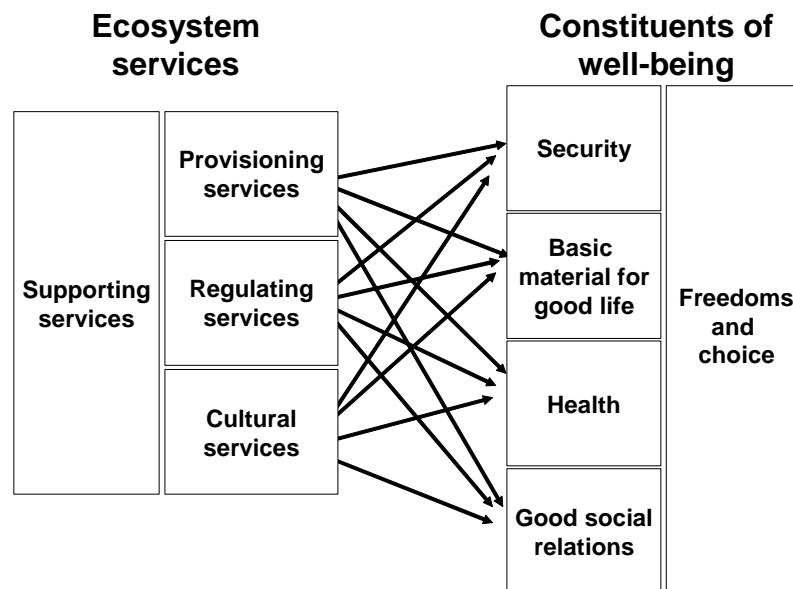 Ecosystem
services
Constituents of
well-being
Supporting
services
Provisioning
services
Regulating
services
Cultural
services
Security
Basic
material for
good life
Health
Good social
relations
Freedoms
and
choice